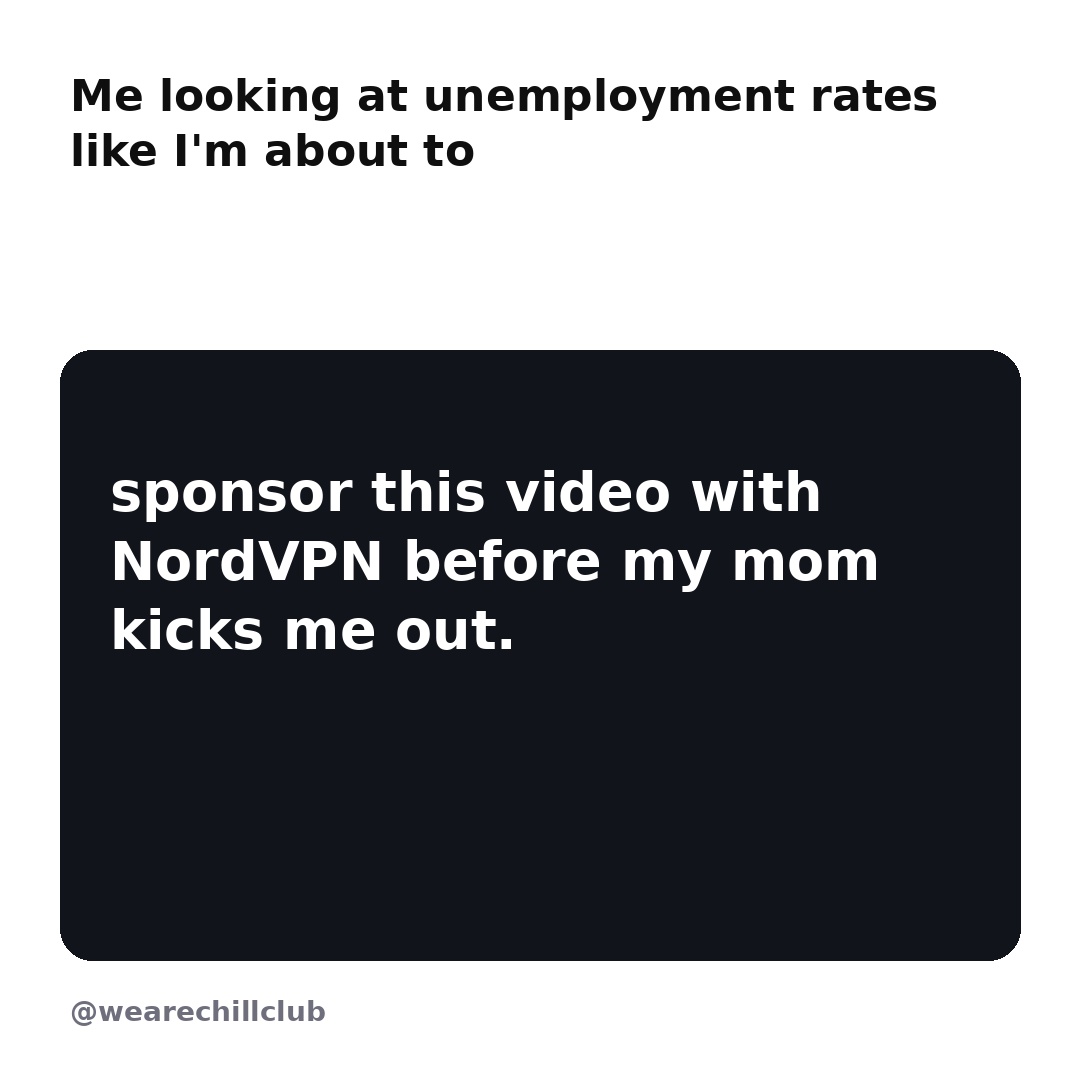 Me looking at unemployment rates
like I'm about to
sponsor this video with
NordVPN before my mom
kicks me out.
@wearechillclub